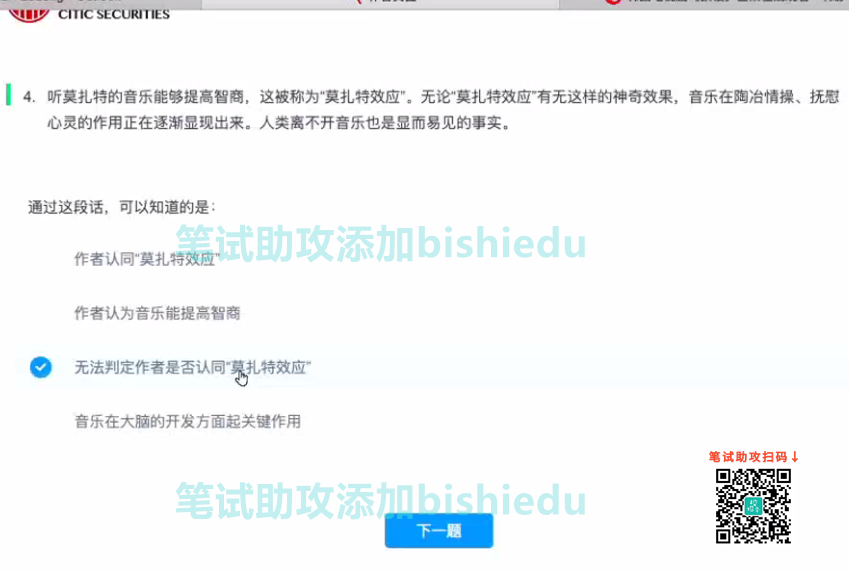 CITIC SECURITIES
4. 听莫扎特的音乐能够提高智商，这被称为“莫扎特效应”。无论“莫扎特效应”有无这样的神奇效果，音乐在陶冶情操、抚慰
心灵的作用正在逐渐显现出来。人类离不开音乐也是显而易见的事实。
通过这段话，可以知道的是：
笔试助攻添加bishiedu
作者认同“莫扎特效应”
作者认为音乐能提高智商
无法判定作者是否认同“莫扎特效应”
音乐在大脑的开发方面起关键作用
笔试助攻扫码↓
笔试助攻添加bishiedu
下一题